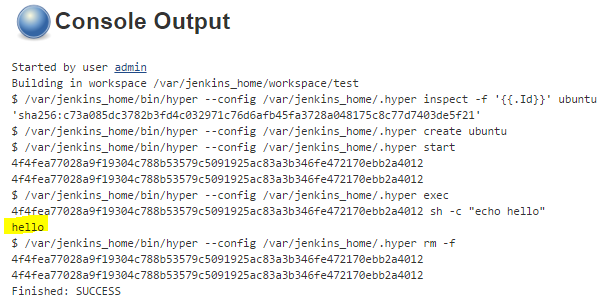 Console Output
Started by user admin
Building in workspace /var/jenkins_home/workspace/test
$ /var/jenkins_home/bin/hyper --config /var/jenkins_home/.hyper inspect -f '{{.Id}}' ubuntu
'sha256:c73a085dc3782b3fd4c032971c76d6afb45fa3728a048175c8c77d7403de5f21'
$ /var/jenkins_home/bin/hyper --config /var/jenkins_home/.hyper create ubuntu
$ /var/jenkins_home/bin/hyper --config /var/jenkins_home/.hyper start
4f4fea77028a9f19304c788b53579c5091925ac83a3b346fe472170ebb2a4012
4f4fea77028a9f19304c788b53579c5091925ac83a3b346fe472170ebb2a4012
$ /var/jenkins_home/bin/hyper --config /var/jenkins_home/.hyper exec
4f4fea77028a9f19304c788b53579c5091925ac83a3b346fe472170ebb2a4012 sh -c "echo hello"
hello
$ /var/jenkins_home/bin/hyper --config /var/jenkins_home/.hyper rm -f
4f4fea77028a9f19304c788b53579c5091925ac83a3b346fe472170ebb2a4012
4f4fea77028a9f19304c788b53579c5091925ac83a3b346fe472170ebb2a4012
Finished: SUCCESS